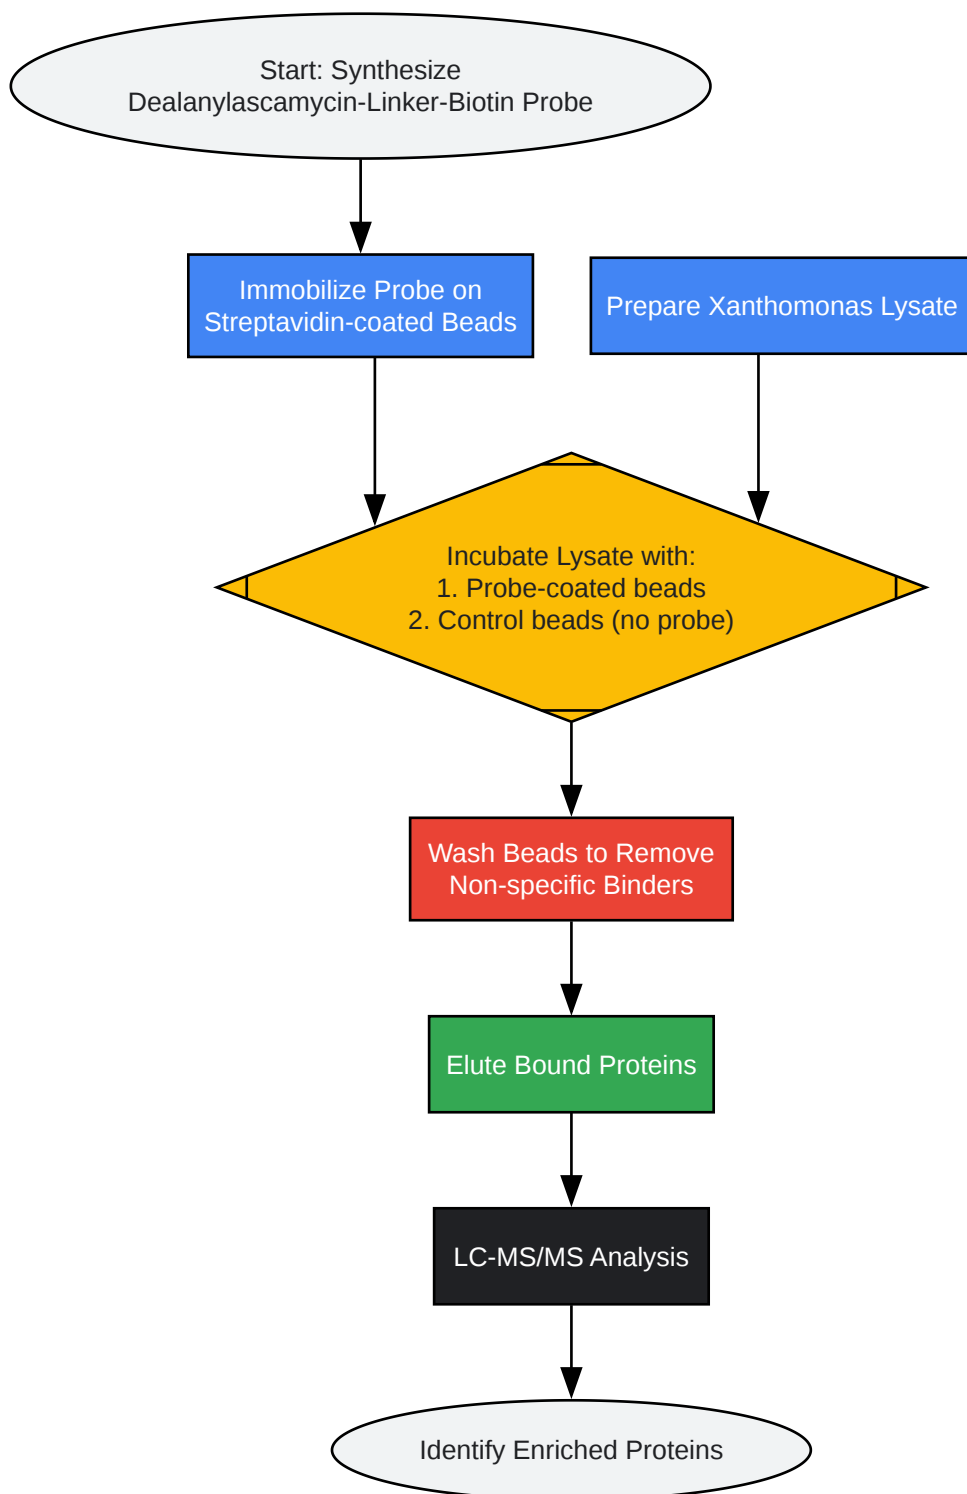 Start: Synthesize
Dealanylascamycin-Linker-Biotin Probe
Immobilize Probe on
Streptavidin-coated Beads
Prepare Xanthomonas Lysate
Incubate Lysate with:
1. Probe-coated beads
2. Control beads (no probe)
Wash Beads to Remove
Non-specific Binders
Elute Bound Proteins
LC-MS/MS Analysis
Identify Enriched Proteins